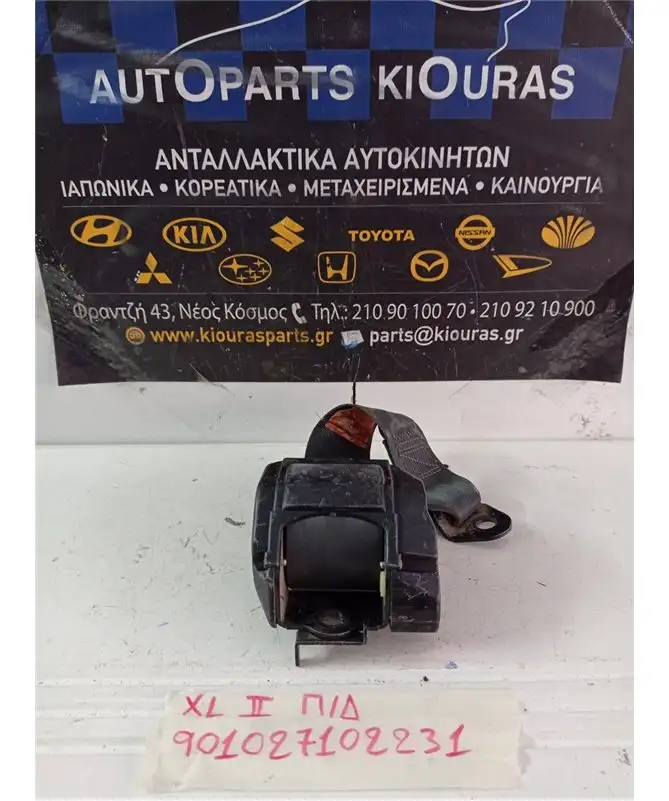 AUTOPARTS KIOURAS
ΑΝΤΑΛΛΑΚΤΙΚΑ ΑΥΤΟΚΙΝΗΤΩΝ
ΙΑΠΩΝΙΚΑ • ΚΟΡΕΑΤΙΚΑ • ΜΕΤΑΧΕΙΡΙΣΜΕΝΑ • ΚΑΙΝΟΥΡΓΙΑ
KIA TOYOTA NISSAN
Φραντζή 43, Νέος Κόσμος Τηλ.: 210 90 100 70 • 210 92 10 900
www.kiourasparts.gr parts@kiouras.gr
XL II Π/Δ
901027102231